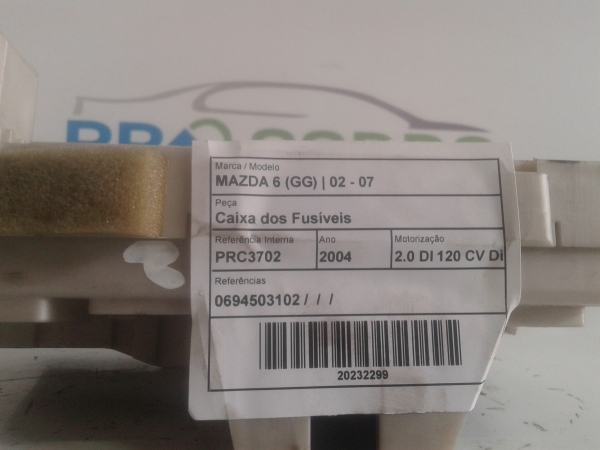 Marca / Modelo
MAZDA 6 (GG) | 02 - 07
Peça
Caixa dos Fusíveis
Referência Interna Ano Motorização
PRC3702 2004 2.0 DI 120 CV Di
Referências
0694503102 / / /
20232299